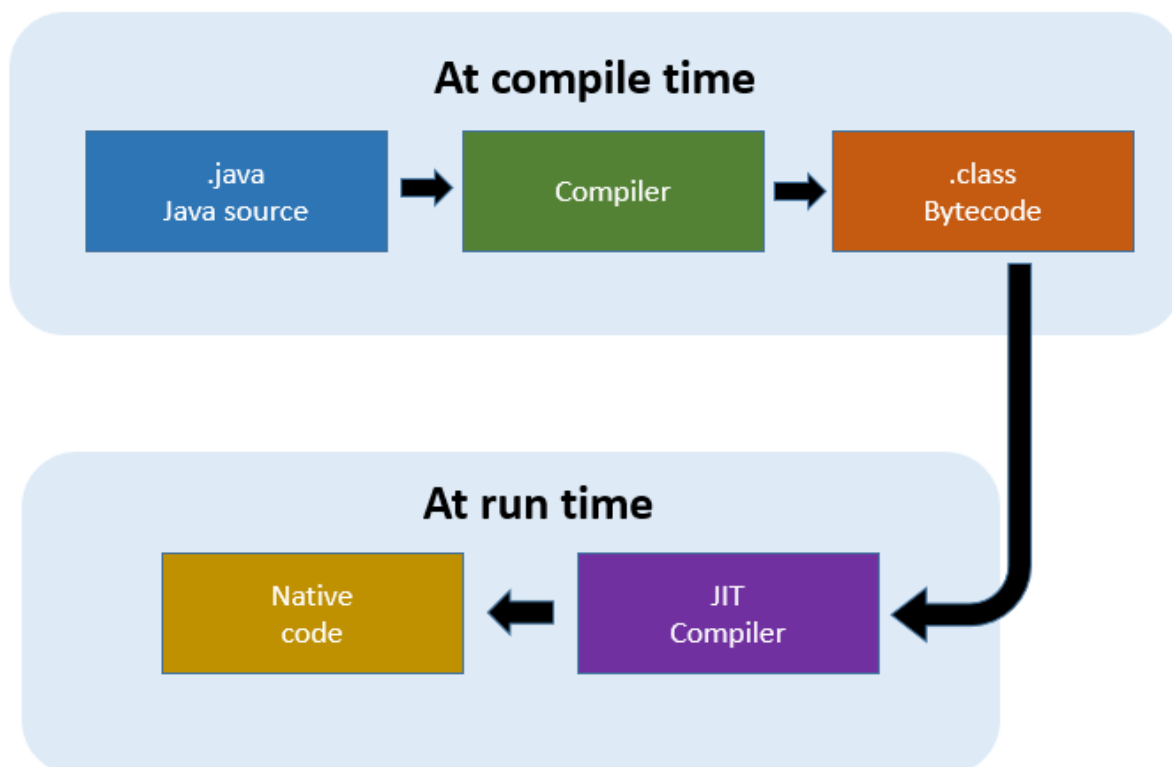 At compile time
.java
Java source
Compiler
.class
Bytecode
At run time
Native
code
JIT
Compiler